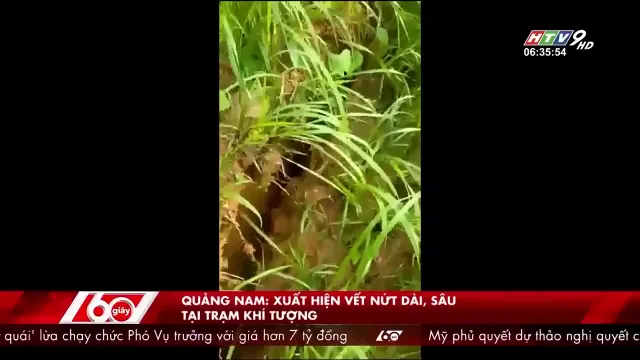 HTV9 HD
06:35:54
60 giây
QUẢNG NAM: XUẤT HIỆN VẾT NỨT DÀI, SÂU
TẠI TRẠM KHÍ TƯỢNG
quái' lừa chạy chức Phó Vụ trưởng với giá hơn 7 tỷ đồng 60 Mỹ phủ quyết dự thảo nghị quyết c